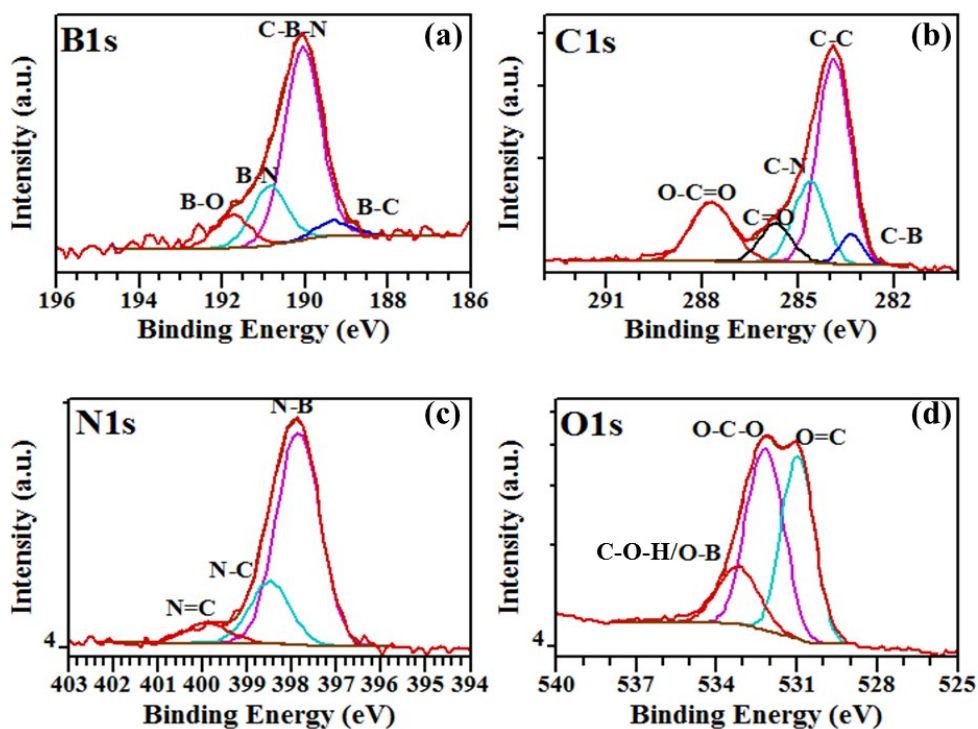 B1s
C-B-N
(a)
B-N
B-O
B-C
Intensity (a.u.)
196 194 192 190 188 186
Binding Energy (eV)
C1s
C-C
(b)
C-N
O-C=O
C=O
C-B
Intensity (a.u.)
291 288 285 282
Binding Energy (eV)
N1s
N-B
(c)
N-C
N=C
4
Intensity (a.u.)
403 402 401 400 399 398 397 396 395 394
Binding Energy (eV)
O1s
(d)
O-C-O
O=C
C-O-H/O-B
4
Intensity (a.u.)
540 537 534 531 528 525
Binding Energy (eV)